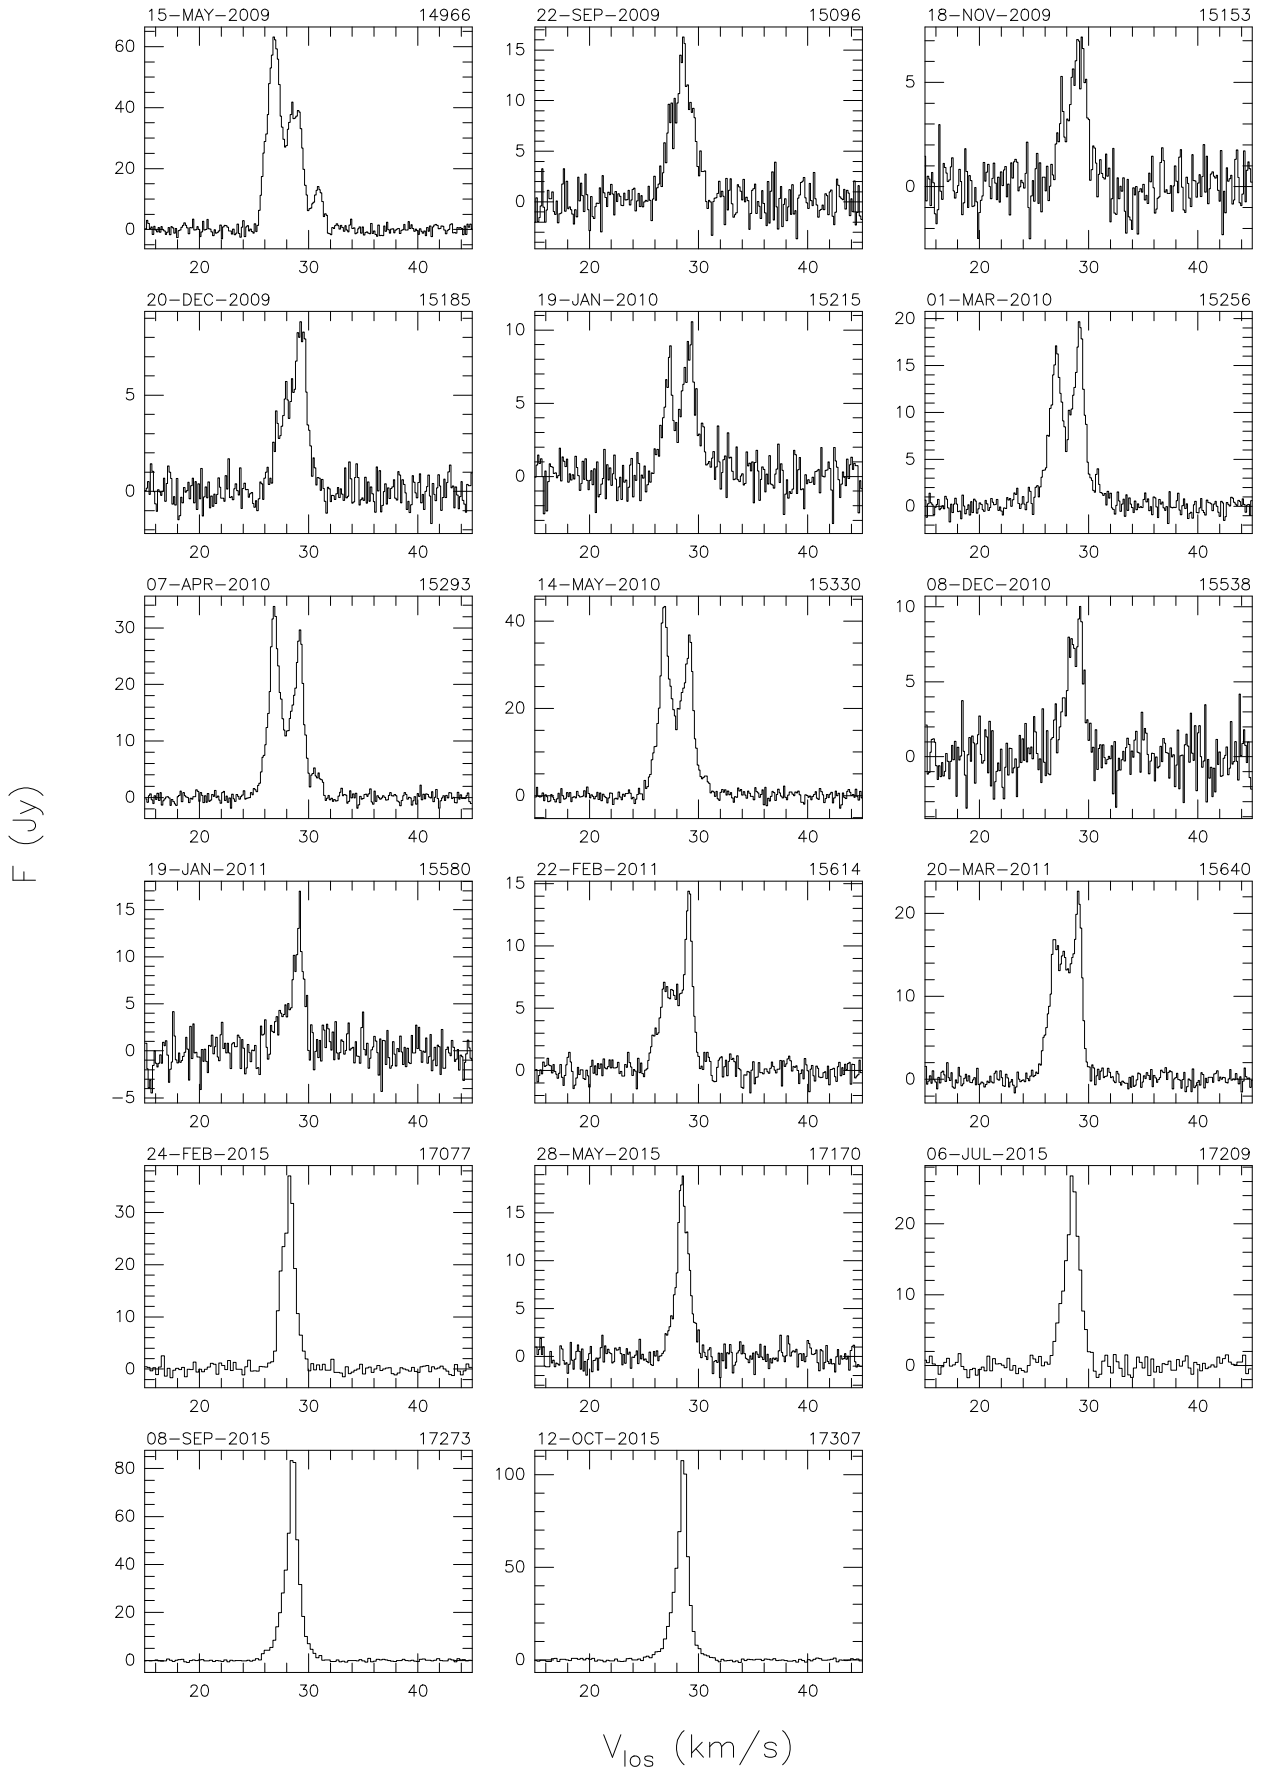 15-MAY-2009 14966 22-SEP-2009 15096 18-NOV-2009 15153
60 15 5
40 10 0
20 5
0 0
20 30 40 20 30 40 20 30 40
20-DEC-2009 15185 19-JAN-2010 15215 01-MAR-2010 15256
5 10 20
0 5 15
0 10
5
0
20 30 40 20 30 40 20 30 40
07-APR-2010 15293 14-MAY-2010 15330 08-DEC-2010 15538
30 40 10
20 20 5
10 0 0
0
20 30 40 20 30 40 20 30 40
F (Jy)
19-JAN-2011 15580 22-FEB-2011 15614 20-MAR-2011 15640
15 15 20
10 10 10
5 5 0
0 0
-5
20 30 40 20 30 40 20 30 40
24-FEB-2015 17077 28-MAY-2015 17170 06-JUL-2015 17209
30 15 20
20 10 10
10 5 0
0 0
20 30 40 20 30 40 20 30 40
08-SEP-2015 17273 12-OCT-2015 17307
80 100
60 50
40 0
20
0
20 30 40 20 30 40
Vlos (km/s)